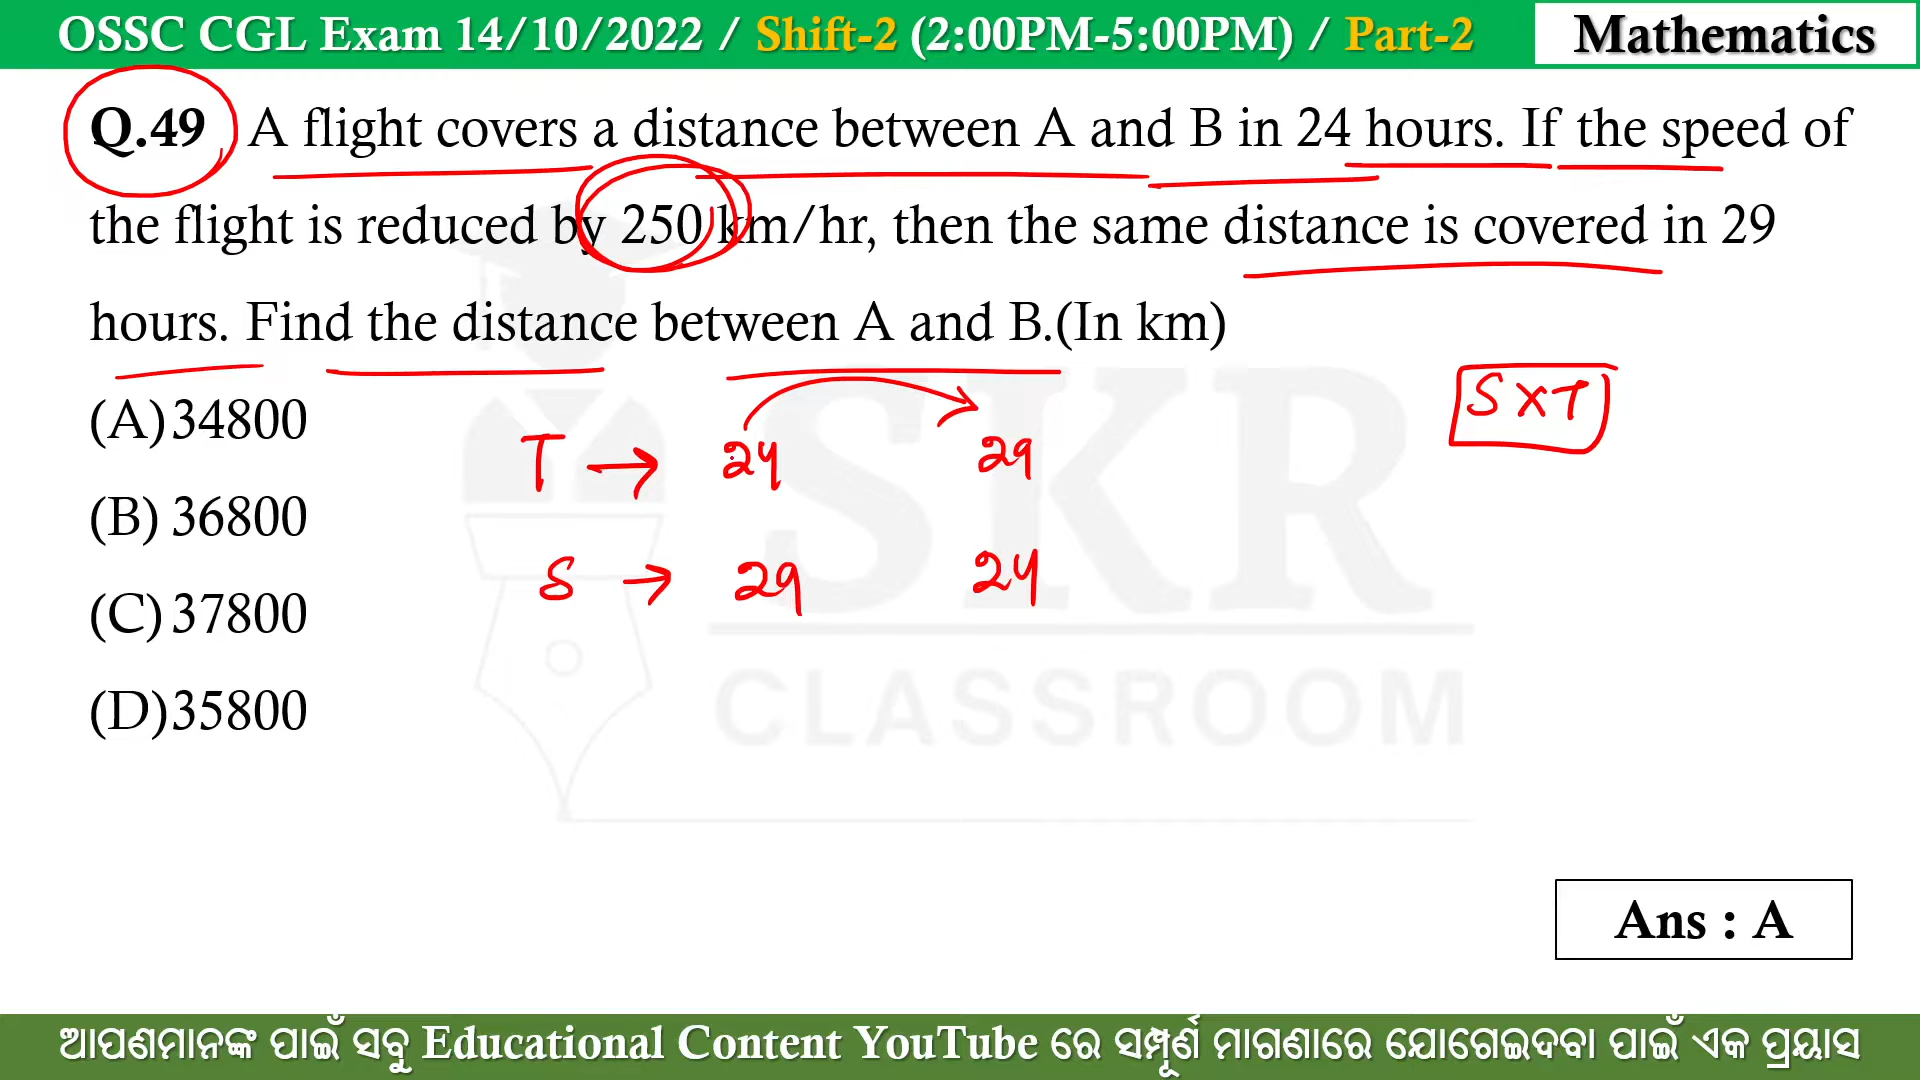 OSSC CGL Exam 14/10/2022 / Shift-2 (2:00PM-5:00PM) / Part-2
Mathematics
Q.49 A flight covers a distance between A and B in 24 hours. If the speed of
the flight is reduced by 250 km/hr, then the same distance is covered in 29
hours. Find the distance between A and B.(In km)
S×T
(A) 34800
T → 24 29
(B) 36800
S → 29 24
(C) 37800
(D) 35800
SKR
CLASSROOM
Ans : A
ଆପଣମାନଙ୍କ ପାଇଁ ସବୁ Educational Content YouTube ରେ ସମ୍ପୂର୍ଣ ମାଗଣାରେ ଯୋଗେଇଦବା ପାଇଁ ଏକ ପ୍ରୟାସ